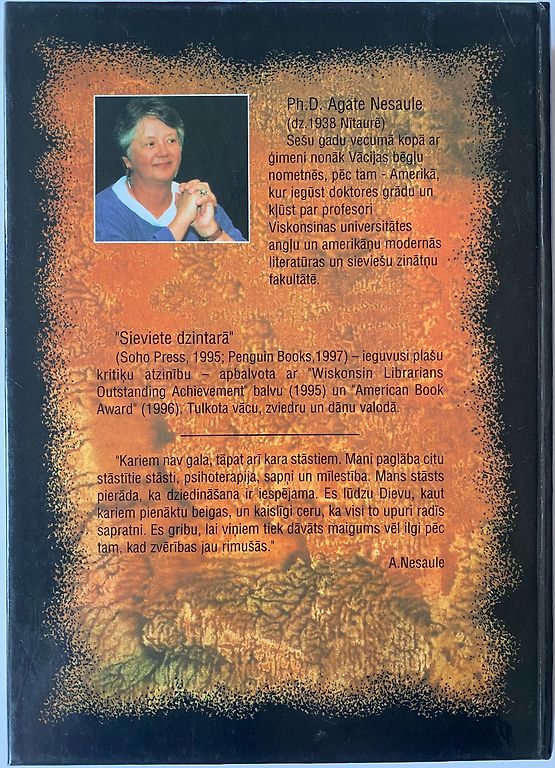 Ph.D. Agate Nesaule
(dz.1938 Nītaurē)
Sešu gadu vecumā kopā ar
ģimeni nonāk Vācijas bēgļu
nometnēs, pēc tam - Amerikā,
kur iegūst doktores grādu un
kļūst par profesori
Viskonsinas universitātes
angļu un amerikāņu modernās
literatūras un sieviešu zinātņu
fakultātē.
"Sieviete dzintarā"
(Soho Press, 1995; Penguin Books,1997) – ieguvusi plašu
kritiķu atzinību – apbalvota ar "Wiskonsin Librarians
Outstanding Achievement" balvu (1995) un "American Book
Award" (1996). Tulkota vācu, zviedru un dāņu valodā.
"Kariem nav gala, tāpat arī kara stāstiem. Mani paglāba citu
stāstītie stāsti, psihoterapija, sapņi un mīlestība. Mans stāsts
pierāda, ka dziedināšana ir iespējama. Es lūdzu Dievu, kaut
kariem pienāktu beigas, un kaislīgi ceru, ka visi to upuri radīs
sapratni. Es gribu, lai viņiem tiek dāvāts maigums vēl ilgi pēc
tam, kad zvērības jau rimušās."
A.Nesaule